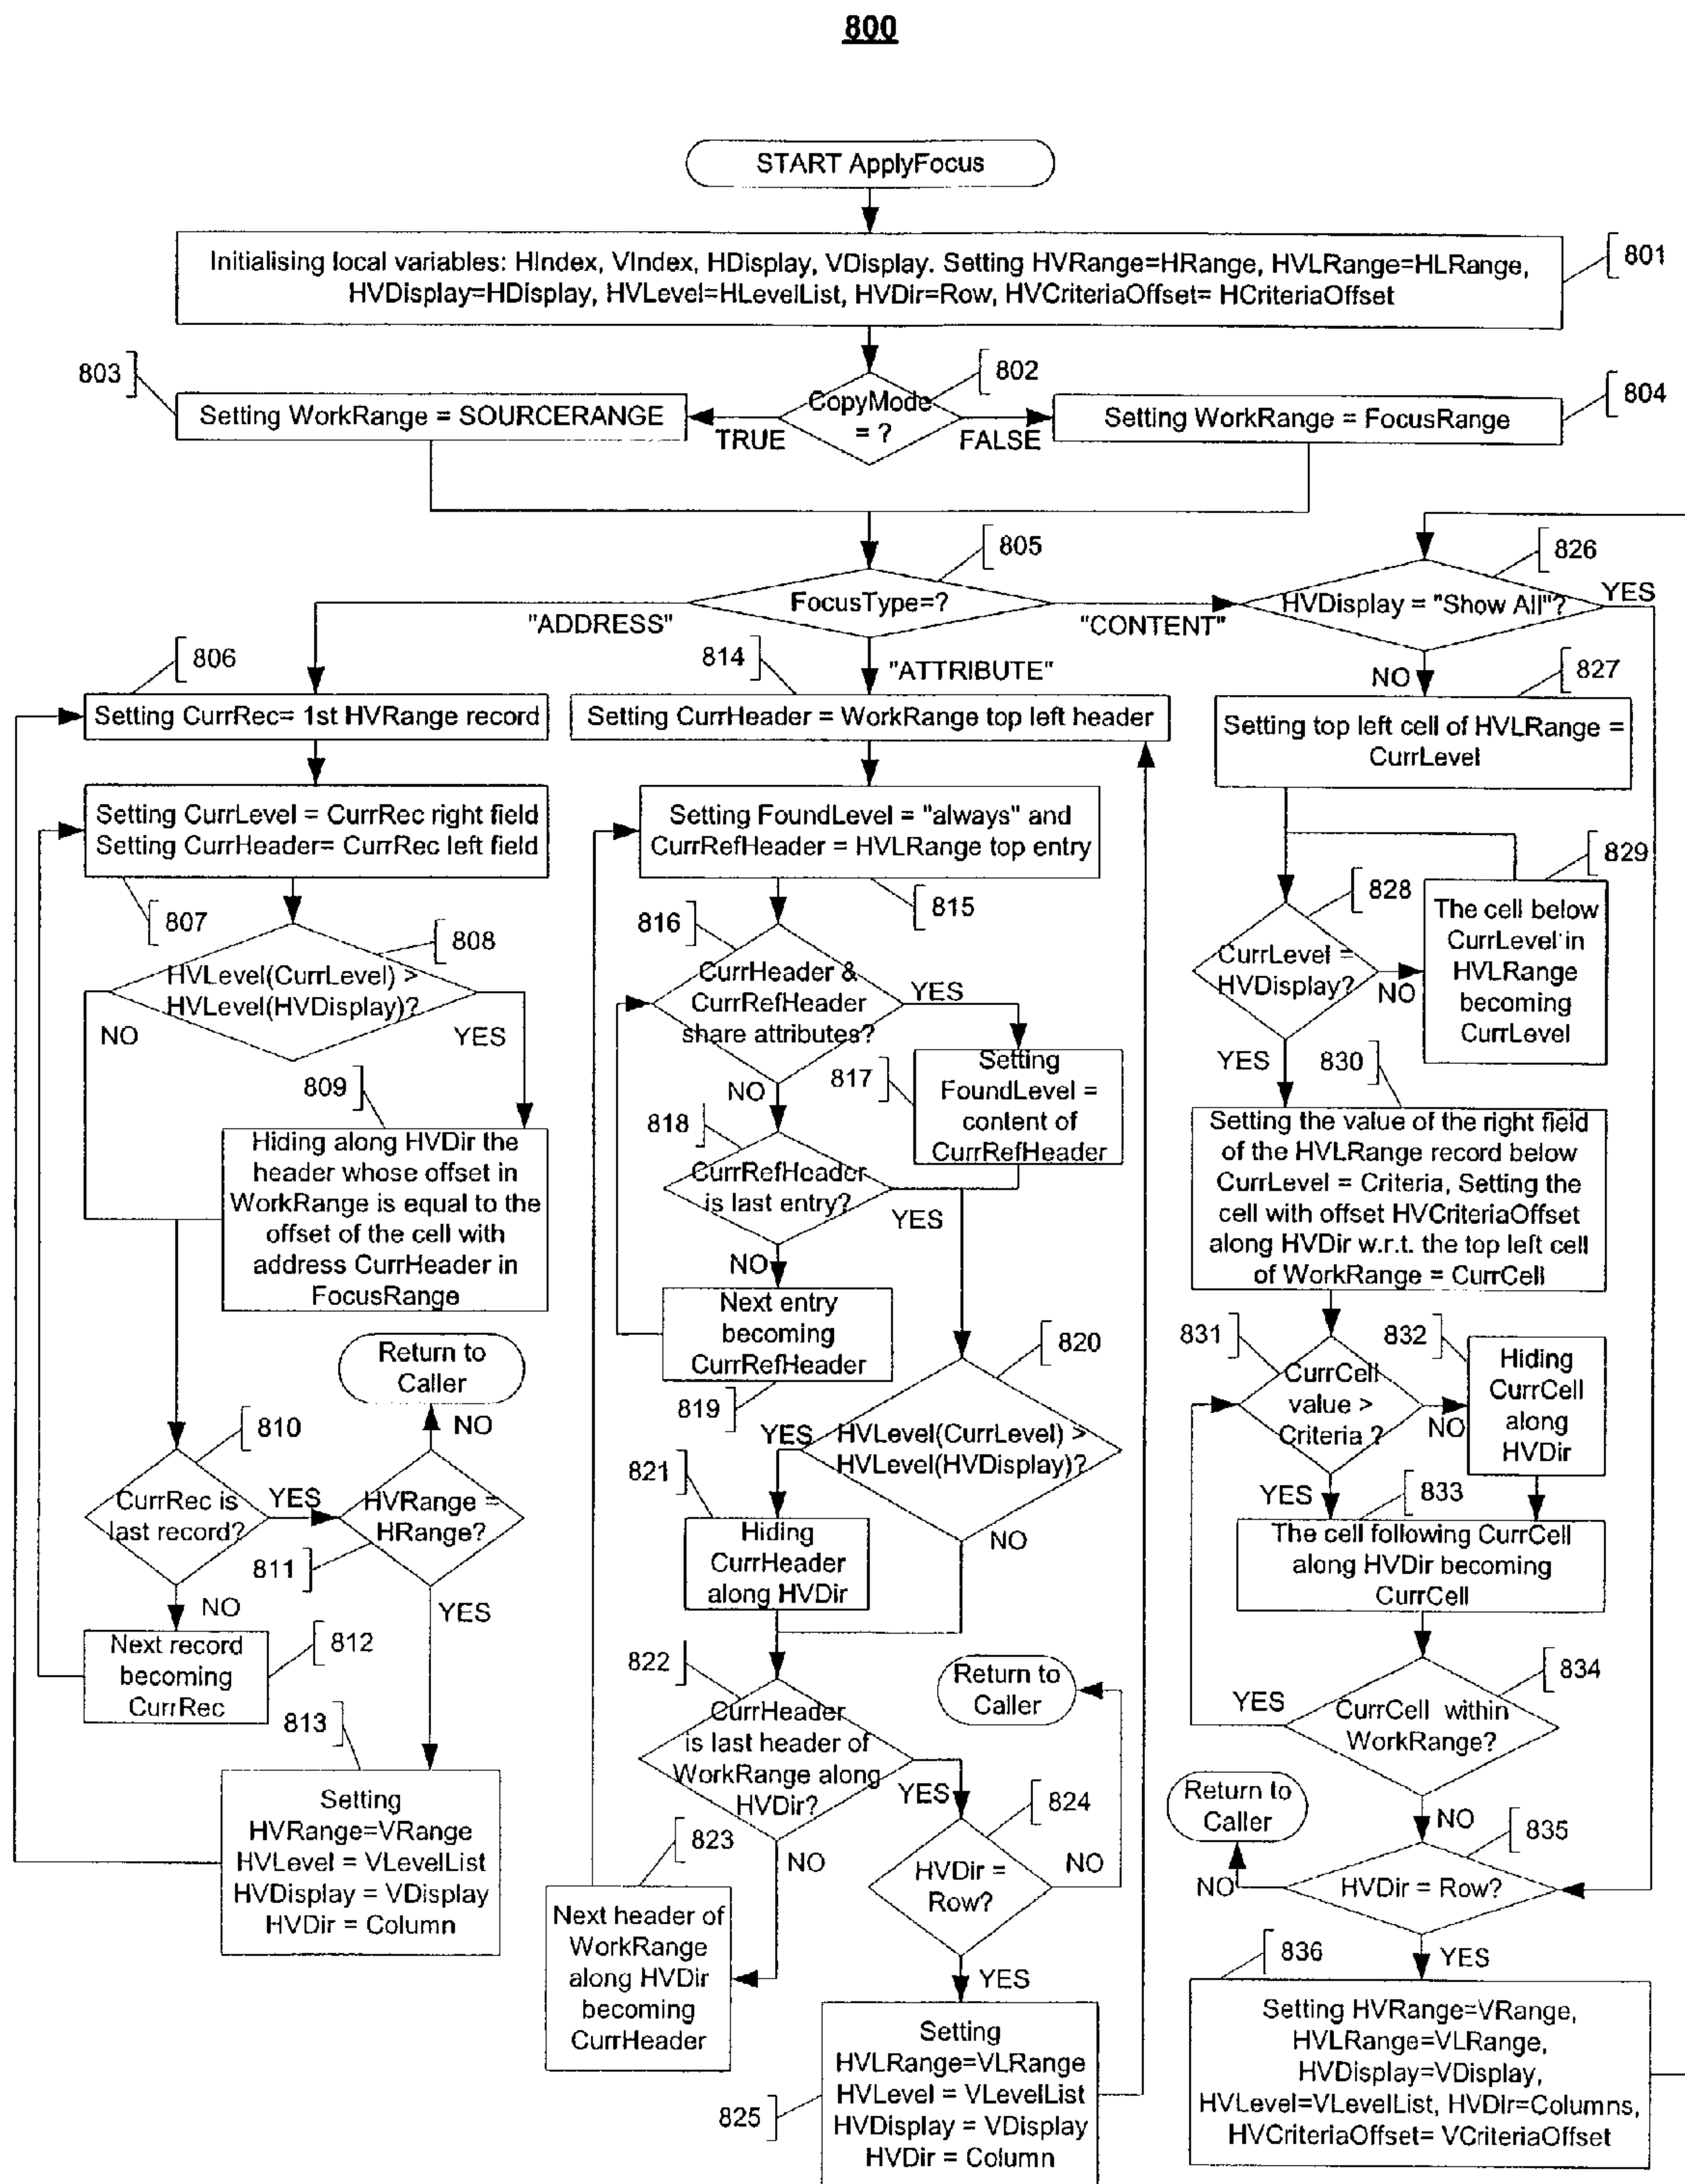 800
START ApplyFocus
Initialising local variables: HIndex, VIndex, HDisplay, VDisplay. Setting HVRange=HRange, HVLRange=HLRange,
HVDisplay=HDisplay, HVLevel=HLevelList, HVDir=Row, HVCriteriaOffset= HCriteriaOffset
801
802
CopyMode
= ?
TRUE
FALSE
803
Setting WorkRange = SOURCERANGE
804
Setting WorkRange = FocusRange
805
FocusType=?
"ADDRESS"
"ATTRIBUTE"
"CONTENT"
806
Setting CurrRec= 1st HVRange record
Setting CurrLevel = CurrRec right field
Setting CurrHeader= CurrRec left field
807
808
HVLevel(CurrLevel) >
HVLevel(HVDisplay)?
NO
YES
809
Hiding along HVDir the
header whose offset in
WorkRange is equal to the
offset of the cell with
address CurrHeader in
FocusRange
Return to
Caller
NO
810
CurrRec is
last record?
YES
HVRange =
HRange?
811
NO
YES
Next record
becoming
CurrRec
812
813
Setting
HVRange=VRange
HVLevel = VLevelList
HVDisplay = VDisplay
HVDir = Column
814
Setting CurrHeader = WorkRange top left header
Setting FoundLevel = "always" and
CurrRefHeader = HVLRange top entry
815
816
CurrHeader &
CurrRefHeader
share attributes?
YES
NO
817
Setting
FoundLevel =
content of
CurrRefHeader
818
CurrRefHeader
is last entry?
YES
NO
Next entry
becoming
CurrRefHeader
819
820
HVLevel(CurrLevel) >
HVLevel(HVDisplay)?
YES
NO
821
Hiding
CurrHeader
along HVDir
822
CurrHeader
is last header of
WorkRange along
HVDir?
YES
NO
823
Next header of
WorkRange
along HVDir
becoming
CurrHeader
Return to
Caller
824
HVDir =
Row?
NO
YES
Setting
HVLRange=VLRange
HVLevel = VLevelList
HVDisplay = VDisplay
HVDir = Column
825
826
HVDisplay = "Show All"?
YES
NO
827
Setting top left cell of HVLRange =
CurrLevel
828
CurrLevel =
HVDisplay?
NO
YES
829
The cell below
CurrLevel in
HVLRange
becoming
CurrLevel
830
Setting the value of the right field
of the HVLRange record below
CurrLevel = Criteria, Setting the
cell with offset HVCriteriaOffset
along HVDir w.r.t. the top left cell
of WorkRange = CurrCell
831
CurrCell
value >
Criteria ?
NO
YES
832
Hiding
CurrCell
along
HVDir
833
The cell following CurrCell
along HVDir becoming
CurrCell
834
CurrCell within
WorkRange?
YES
NO
Return to
Caller
835
HVDir = Row?
NO
YES
836
Setting HVRange=VRange,
HVLRange=VLRange,
HVDisplay=VDisplay,
HVLevel=VLevelList, HVDir=Columns,
HVCriteriaOffset= VCriteriaOffset